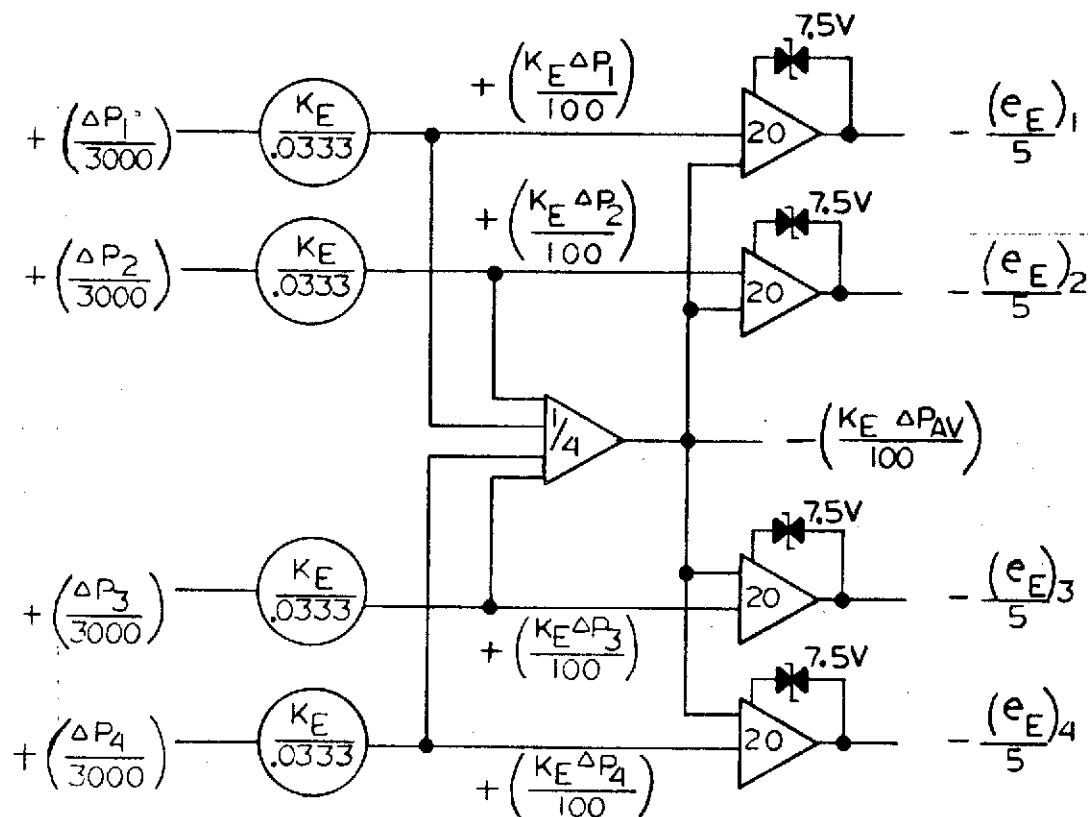 7.5V
+ (K_E ΔP_1 / 100)
+ (ΔP_1 / 3000)
K_E / .0333
20
- (e_E)_1 / 5
7.5V
+ (K_E ΔP_2 / 100)
+ (ΔP_2 / 3000)
K_E / .0333
20
- (e_E)_2 / 5
1/4
- (K_E ΔP_AV / 100)
7.5V
+ (ΔP_3 / 3000)
K_E / .0333
20
- (e_E)_3 / 5
+ (K_E ΔP_3 / 100)
7.5V
+ (ΔP_4 / 3000)
K_E / .0333
20
- (e_E)_4 / 5
+ (K_E ΔP_4 / 100)